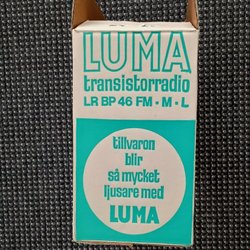 LUMA
transistorradio
LR BP 46 FM · M · L
tillvaron
blir
så mycket
ljusare med
LUMA